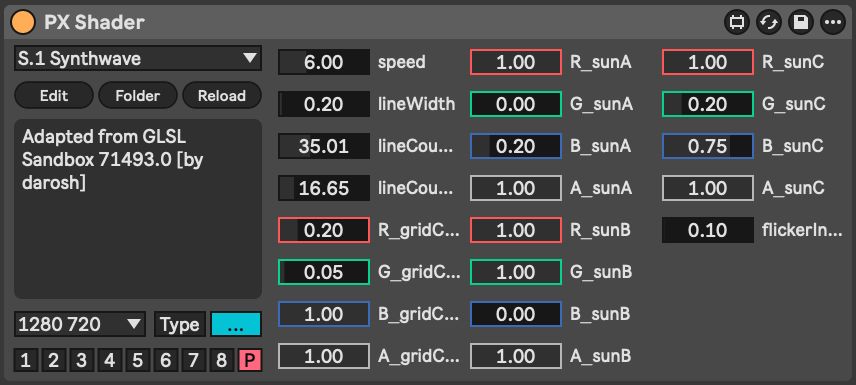 PX Shader
S.1 Synthwave
Edit Folder Reload
Adapted from GLSL
Sandbox 71493.0 [by
darosh]
1280 720 Type ...
1 2 3 4 5 6 7 8 P
6.00 speed
0.20 lineWidth
35.01 lineCou...
16.65 lineCou...
0.20 R_gridC...
0.05 G_gridC...
1.00 B_gridC...
1.00 A_gridC...
1.00 R_sunA
0.00 G_sunA
0.20 B_sunA
1.00 A_sunA
1.00 R_sunB
1.00 G_sunB
0.00 B_sunB
1.00 A_sunB
1.00 R_sunC
0.20 G_sunC
0.75 B_sunC
1.00 A_sunC
0.10 flickerIn...